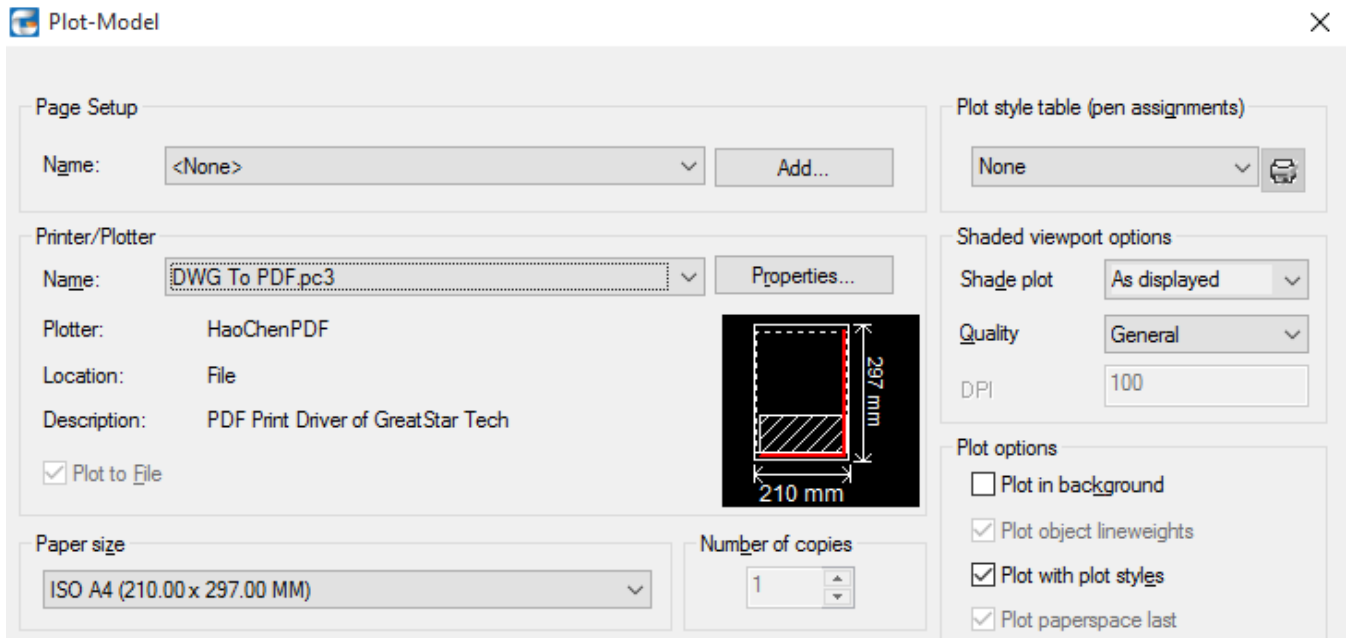 Plot-Model
Page Setup
Name:
<None>
Add...
Plot style table (pen assignments)
None
Printer/Plotter
Name:
DWG To PDF.pc3
Properties...
Plotter:
HaoChenPDF
Location:
File
Description:
PDF Print Driver of GreatStar Tech
Plot to File
297 mm
210 mm
Shaded viewport options
Shade plot
As displayed
Quality
General
DPI
100
Paper size
ISO A4 (210.00 x 297.00 MM)
Number of copies
1
Plot options
Plot in background
Plot object lineweights
Plot with plot styles
Plot paperspace last